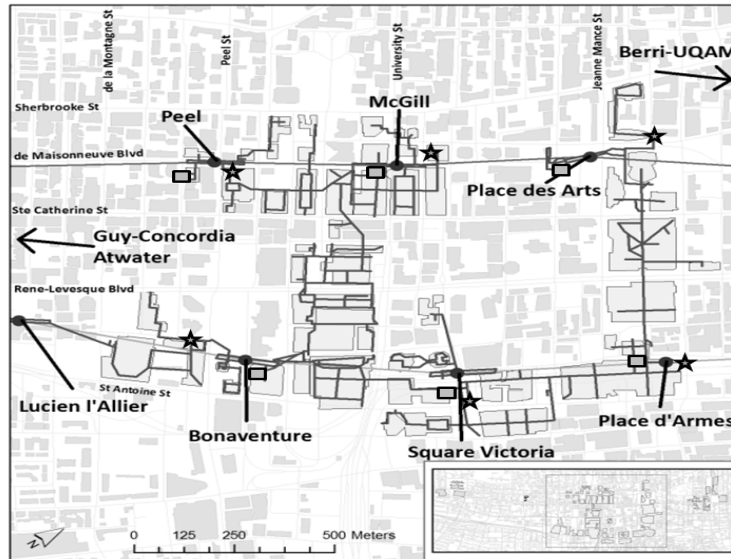 de la Montagne St
Peel St
University St
Jeanne Mance St
Berri-UQAM
McGill
Sherbrooke St
Peel
de Maisonneuve Blvd
Place des Arts
Ste Catherine St
Guy-Concordia
Atwater
Rene-Levesque Blvd
St Antoine St
Lucien l'Allier
Bonaventure
Place d'Armes
Square Victoria
N
0 125 250 500 Meters